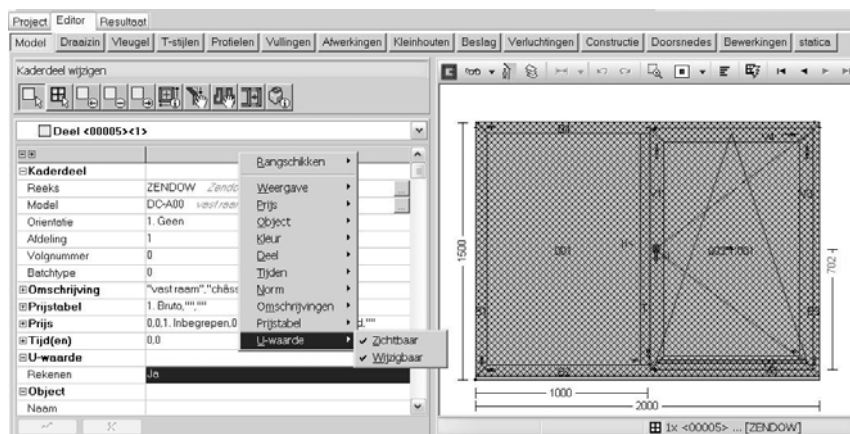 Project Editor Resultaat
Model Draaizin Vleugel T-stijlen Profielen Vullingen Afwerkingen Kleinhouten Beslag Verluchtingen Constructie Doorsnedes Bewerkingen statica
Kaderdeel wijzigen
Deel <00005><1>
Kaderdeel
Reeks ZENDOW
Model DC-A00 vast raam
Orientatie 1. Geen
Afdeling 1
Volgnummer 0
Batchtype 0
Omschrijving "vast raam","châss
Prijstabel 1. Bruto,"",""
Prijs 0,0,1. Inbegrepen,0
Tijd(en) 0,0
U-waarde
Rekenen Ja
Object
Naam
Rangschikken
Weergave
Prijs
Object
Kleur
Deel
Tijden
Norm
Omschrijvingen
Prijstabel
U-waarde
Zichtbaar
Wijzigbaar
001
1500
702
1000
2000
1x <00005> ... [ZENDOW]